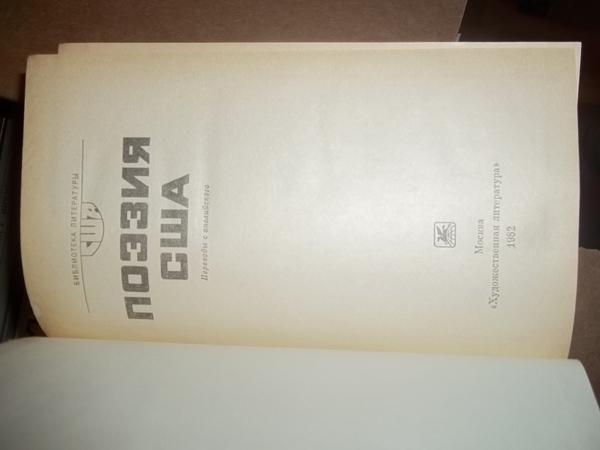 БИБЛИОТЕКА ЛИТЕРАТУРЫ
США
ПОЭЗИЯ
США
Переводы с английского
Москва
«Художественная литература»
1982